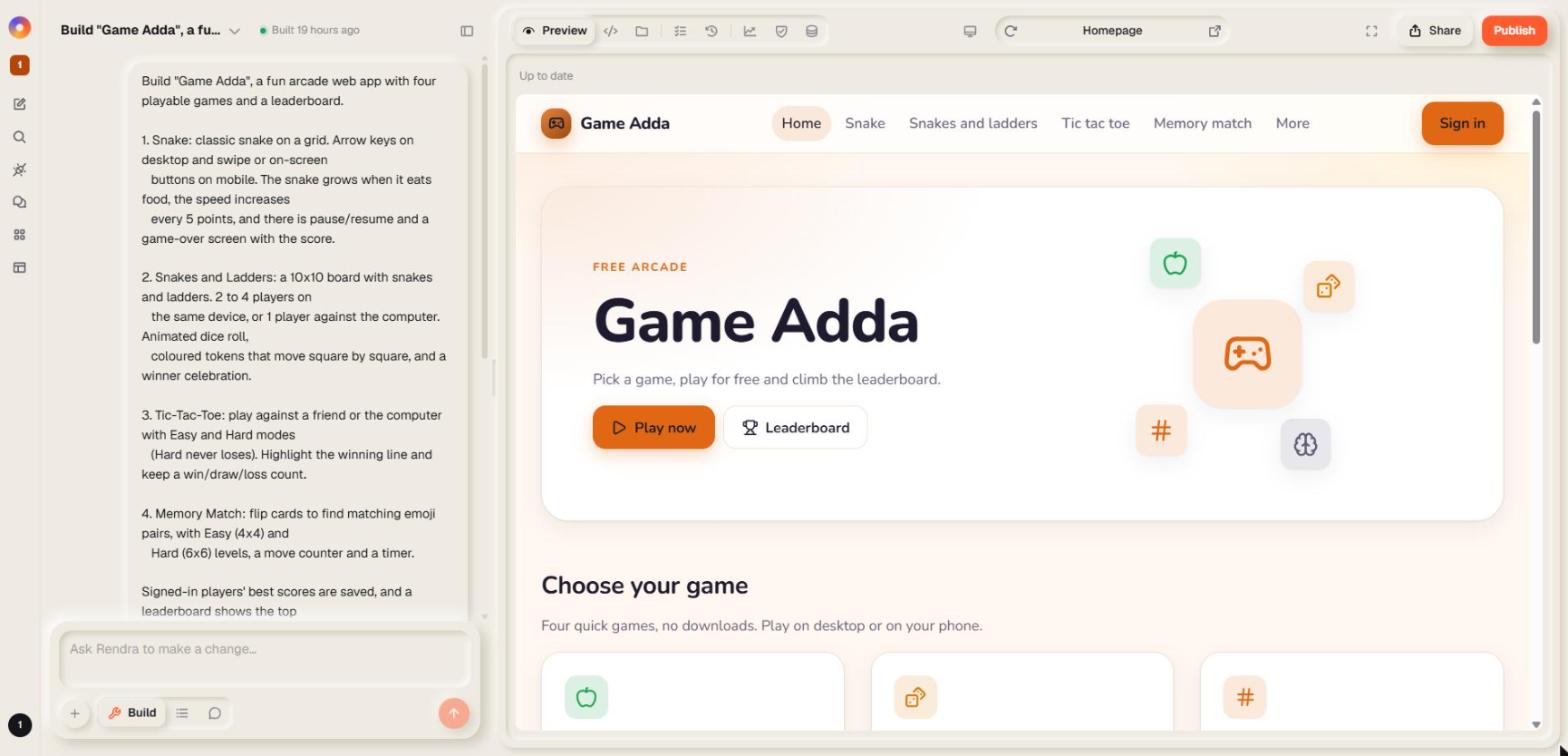 Build "Game Adda", a fu...
Built 19 hours ago
1
Build "Game Adda", a fun arcade web app with four
playable games and a leaderboard.
1. Snake: classic snake on a grid. Arrow keys on
desktop and swipe or on-screen
buttons on mobile. The snake grows when it eats
food, the speed increases
every 5 points, and there is pause/resume and a
game-over screen with the score.
2. Snakes and Ladders: a 10x10 board with snakes
and ladders. 2 to 4 players on
the same device, or 1 player against the computer.
Animated dice roll,
coloured tokens that move square by square, and a
winner celebration.
3. Tic-Tac-Toe: play against a friend or the computer
with Easy and Hard modes
(Hard never loses). Highlight the winning line and
keep a win/draw/loss count.
4. Memory Match: flip cards to find matching emoji
pairs, with Easy (4x4) and
Hard (6x6) levels, a move counter and a timer.
Signed-in players' best scores are saved, and a
leaderboard shows the top
Ask Rendra to make a change...
Build
1
Preview
Homepage
Share
Publish
Up to date
Game Adda
Home
Snake
Snakes and ladders
Tic tac toe
Memory match
More
Sign in
FREE ARCADE
Game Adda
Pick a game, play for free and climb the leaderboard.
Play now
Leaderboard
Choose your game
Four quick games, no downloads. Play on desktop or on your phone.